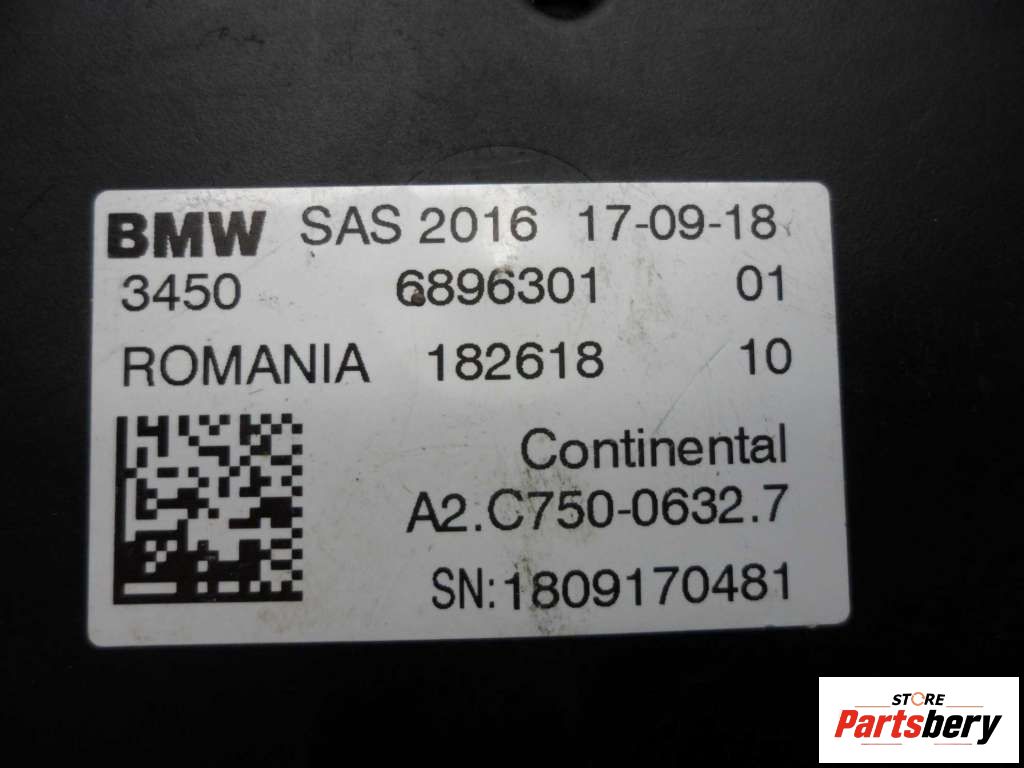 BMW SAS 2016 17-09-18
3450 6896301 01
ROMANIA 182618 10
Continental
A2.C750-0632.7
SN:1809170481
STORE
Partsbery